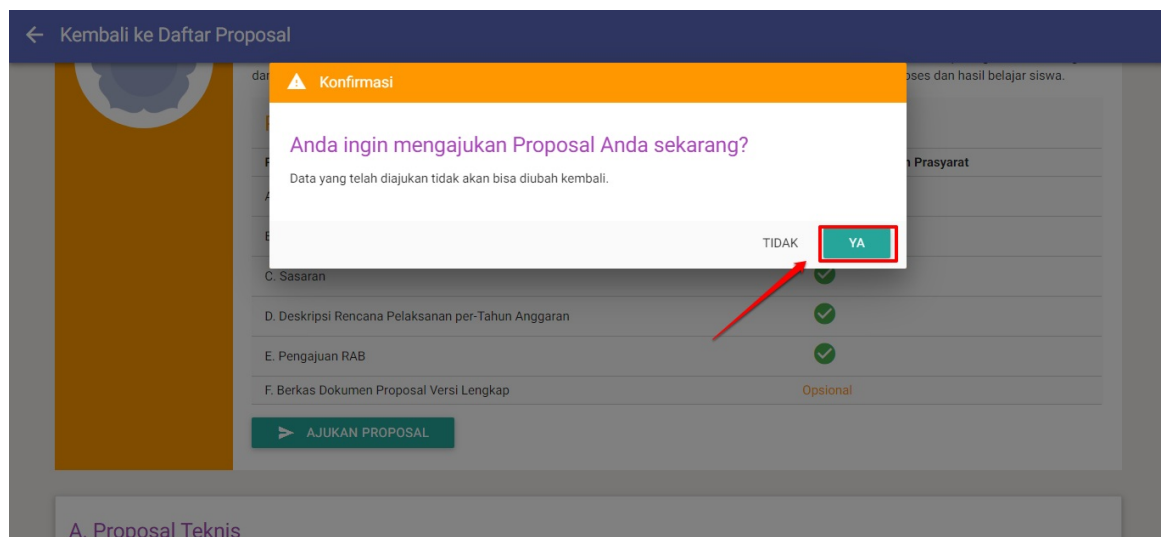 Kembali ke Daftar Proposal
Konfirmasi
oses dan hasil belajar siswa.
Anda ingin mengajukan Proposal Anda sekarang?
Prasyarat
Data yang telah diajukan tidak akan bisa diubah kembali.
TIDAK
YA
C. Sasaran
D. Deskripsi Rencana Pelaksanan per-Tahun Anggaran
E. Pengajuan RAB
F. Berkas Dokumen Proposal Versi Lengkap
Opsional
AJUKAN PROPOSAL
A. Proposal Teknis